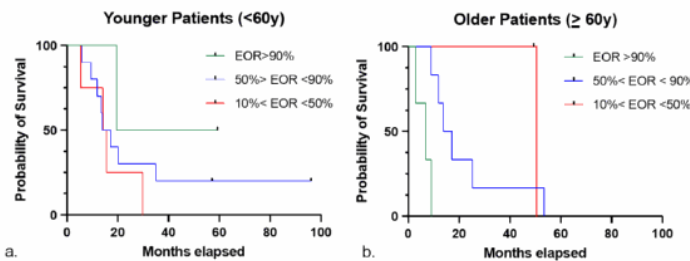 Younger Patients (<60y)
Probability of Survival
100
50
0
EOR>90%
50%> EOR <90%
10%< EOR <50%
0 20 40 60 80 100
Months elapsed
a.
Older Patients (≥ 60y)
Probability of Survival
100
50
0
EOR >90%
50%< EOR < 90%
10%< EOR <50%
0 20 40 60 80 100
Months elapsed
b.